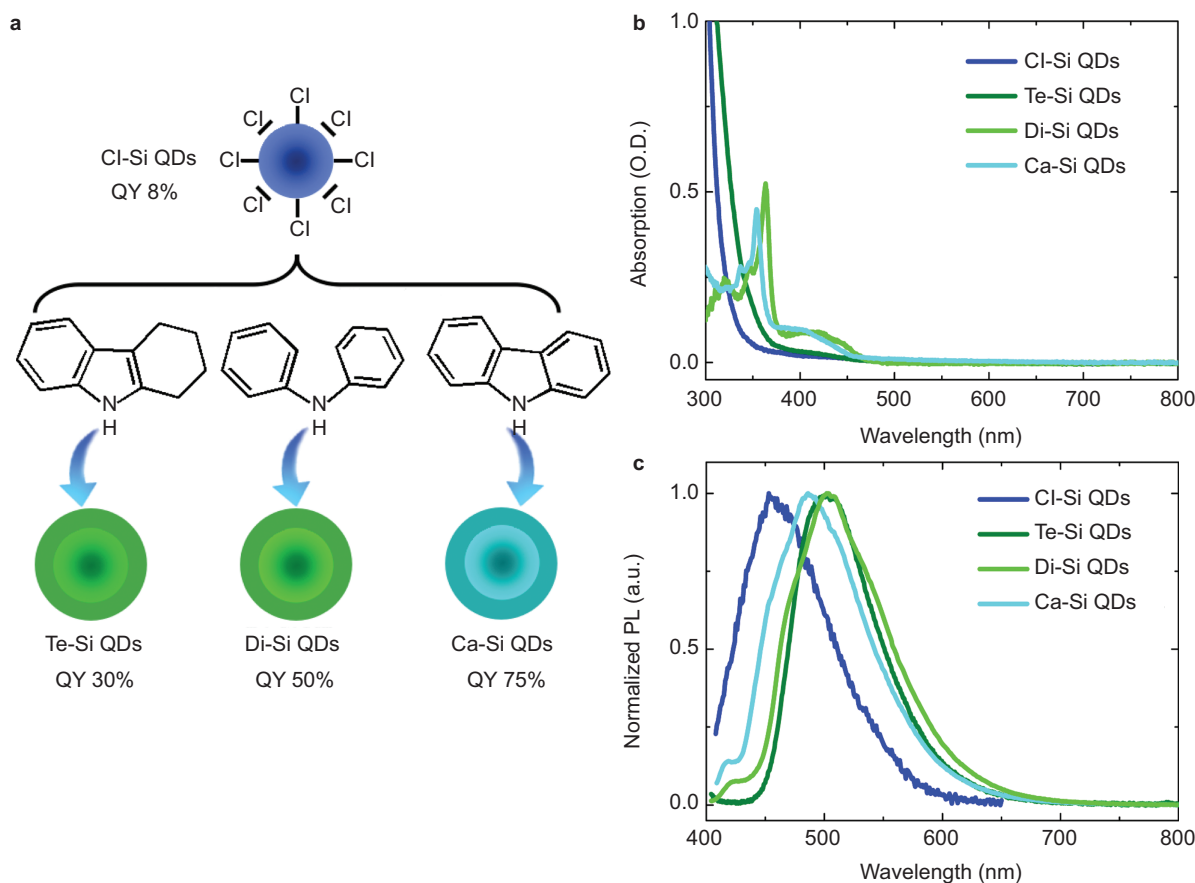 a
Cl
Cl Cl
Cl-Si QDs
Cl Cl
QY 8%
Cl Cl
Cl
N
H
N
H
N
H
Te-Si QDs
QY 30%
Di-Si QDs
QY 50%
Ca-Si QDs
QY 75%
b
1.0
0.5
0.0
Absorption (O.D.)
Cl-Si QDs
Te-Si QDs
Di-Si QDs
Ca-Si QDs
300 400 500 600 700 800
Wavelength (nm)
c
1.0
0.5
0.0
Normalized PL (a.u.)
Cl-Si QDs
Te-Si QDs
Di-Si QDs
Ca-Si QDs
400 500 600 700 800
Wavelength (nm)